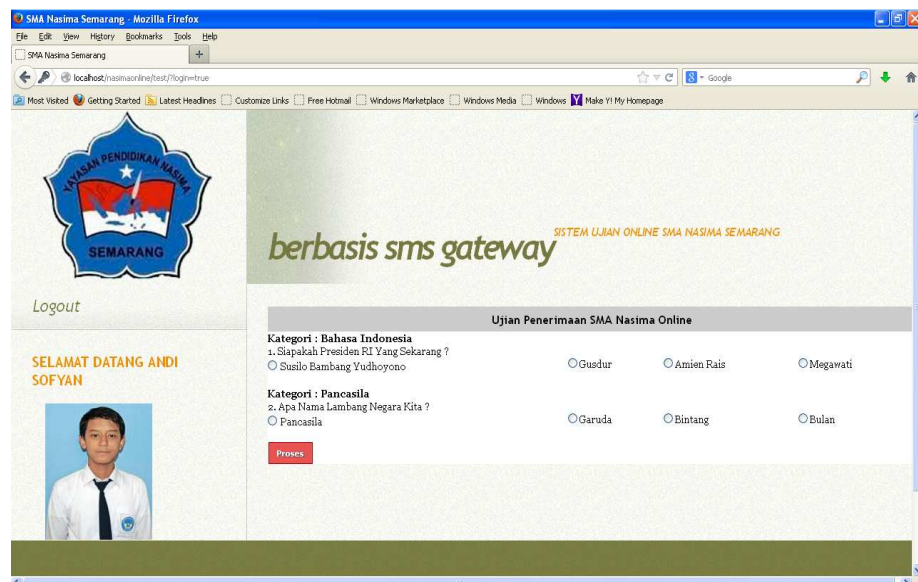 SMA Nasima Semarang - Mozilla Firefox
File Edit View History Bookmarks Tools Help
SMA Nasima Semarang +
localhost/nasimaonline/test/?login=true
Google
Most Visited Getting Started Latest Headlines Customize Links Free Hotmail Windows Marketplace Windows Media Windows Make Y! My Homepage
YAYASAN PENDIDIKAN NASIMA
SEMARANG
berbasis sms gateway
SISTEM UJIAN ONLINE SMA NASIMA SEMARANG
Logout
SELAMAT DATANG ANDI
SOFYAN
Ujian Penerimaan SMA Nasima Online
Kategori : Bahasa Indonesia
1. Siapakah Presiden RI Yang Sekarang ?
Susilo Bambang Yudhoyono Gusdur Amien Rais Megawati
Kategori : Pancasila
2. Apa Nama Lambang Negara Kita ?
Pancasila Garuda Bintang Bulan
Proses